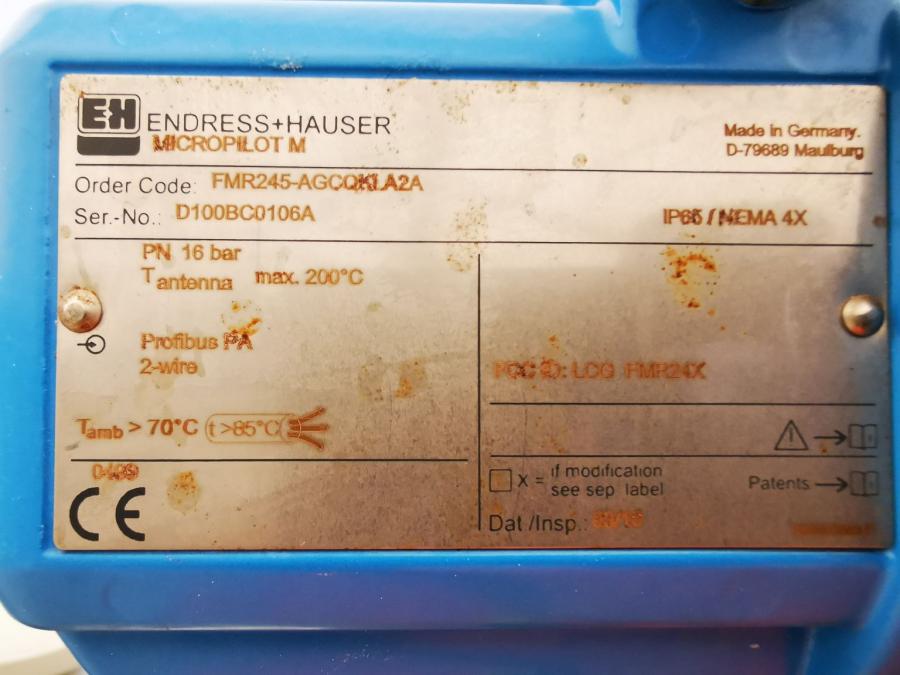 EH ENDRESS+HAUSER
MICROPILOT M
Made in Germany.
D-79689 Maulburg
Order Code: FMR245-AGCQKLA2A
Ser.-No.: D100BC0106A
IP65 / NEMA 4X
PN 16 bar
Tantenna max. 200°C
Profibus PA
2-wire
FCC ID: LCG FMR24X
Tamb > 70°C t >85°C
CE
x = if modification
see sep label
Patents
Dat /Insp.: